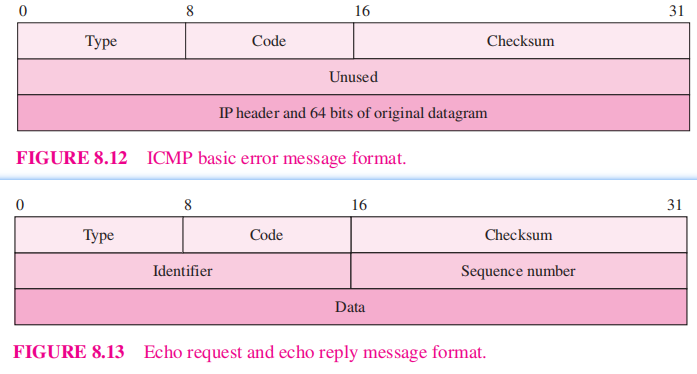 0 8 16 31
Type Code Checksum
Unused
IP header and 64 bits of original datagram
FIGURE 8.12 ICMP basic error message format.
0 8 16 31
Type Code Checksum
Identifier Sequence number
Data
FIGURE 8.13 Echo request and echo reply message format.